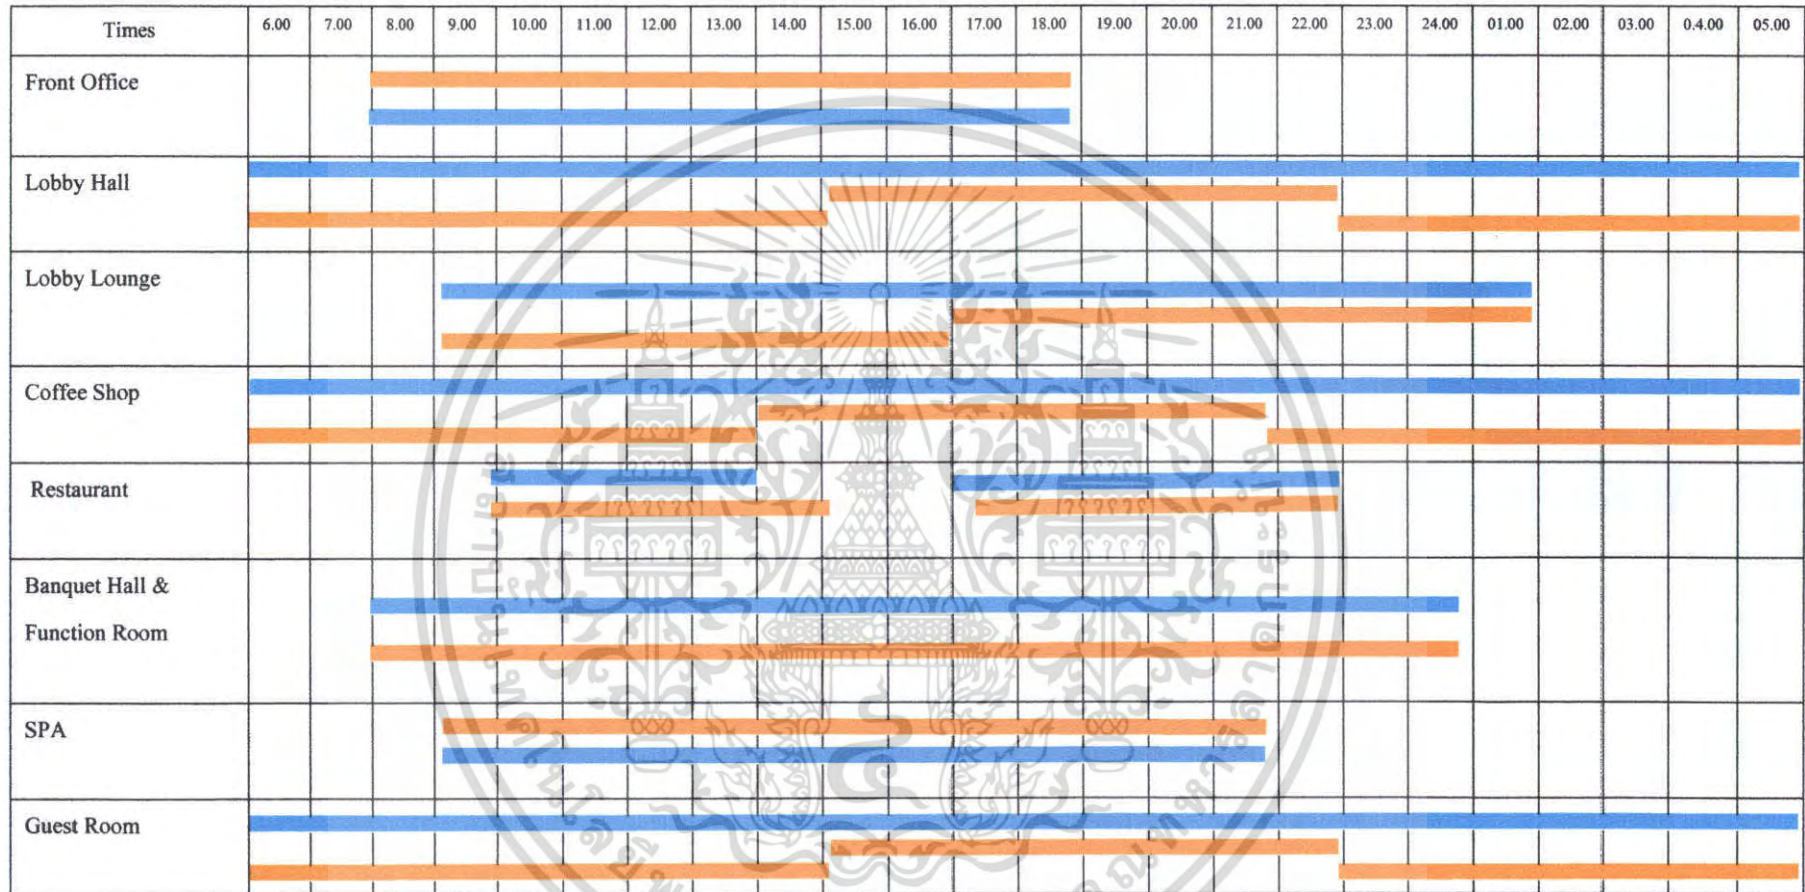 Times 6.00 7.00 8.00 9.00 10.00 11.00 12.00 13.00 14.00 15.00 16.00 17.00 18.00 19.00 20.00 21.00 22.00 23.00 24.00 01.00 02.00 03.00 0.4.00 05.00
Front Office
Lobby Hall
Lobby Lounge
Coffee Shop
Restaurant
Banquet Hall &
Function Room
SPA
Guest Room